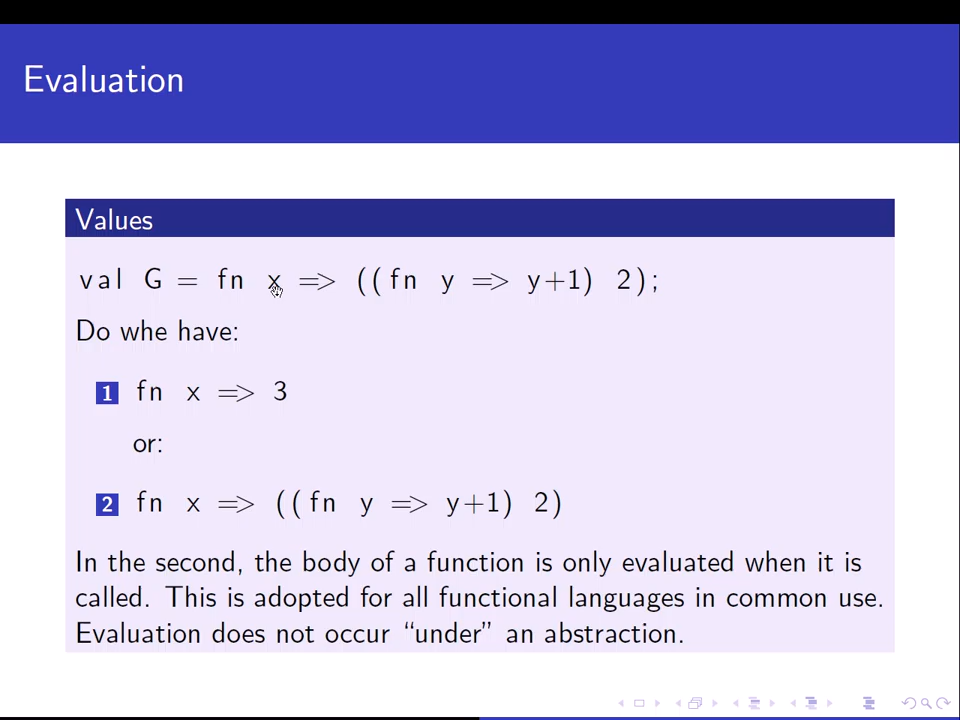 Evaluation
Values
val G = fn x => ((fn y => y+1) 2);
Do whe have:
1 fn x => 3
or:
2 fn x => ((fn y => y+1) 2)
In the second, the body of a function is only evaluated when it is
called. This is adopted for all functional languages in common use.
Evaluation does not occur “under” an abstraction.